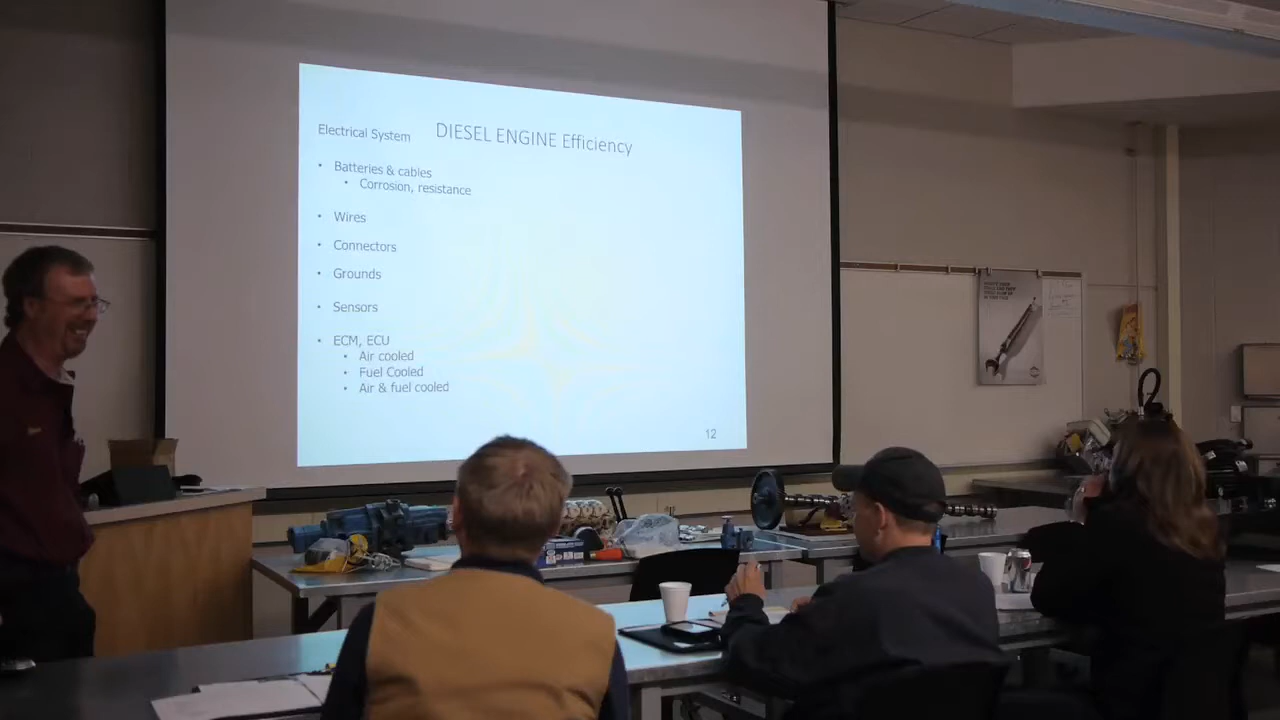 DIESEL ENGINE Efficiency
Electrical System
• Batteries & cables
• Corrosion, resistance
• Wires
• Connectors
• Grounds
• Sensors
• ECM, ECU
• Air cooled
• Fuel Cooled
• Air & fuel cooled
12